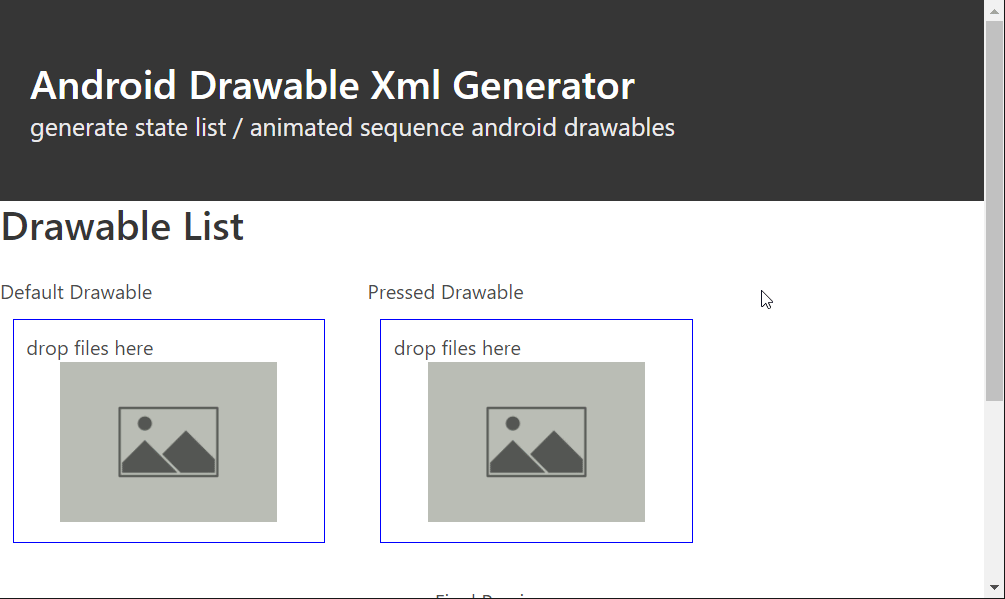 Android Drawable Xml Generator
generate state list / animated sequence android drawables
Drawable List
Default Drawable
Pressed Drawable
drop files here
drop files here